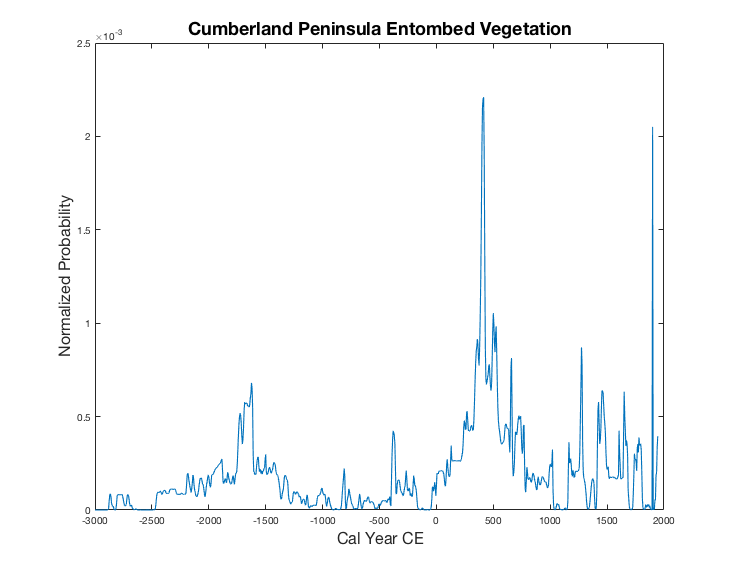 Cumberland Peninsula Entombed Vegetation
×10⁻³
2.5
2
1.5
1
0.5
0
Normalized Probability
-3000 -2500 -2000 -1500 -1000 -500 0 500 1000 1500 2000
Cal Year CE